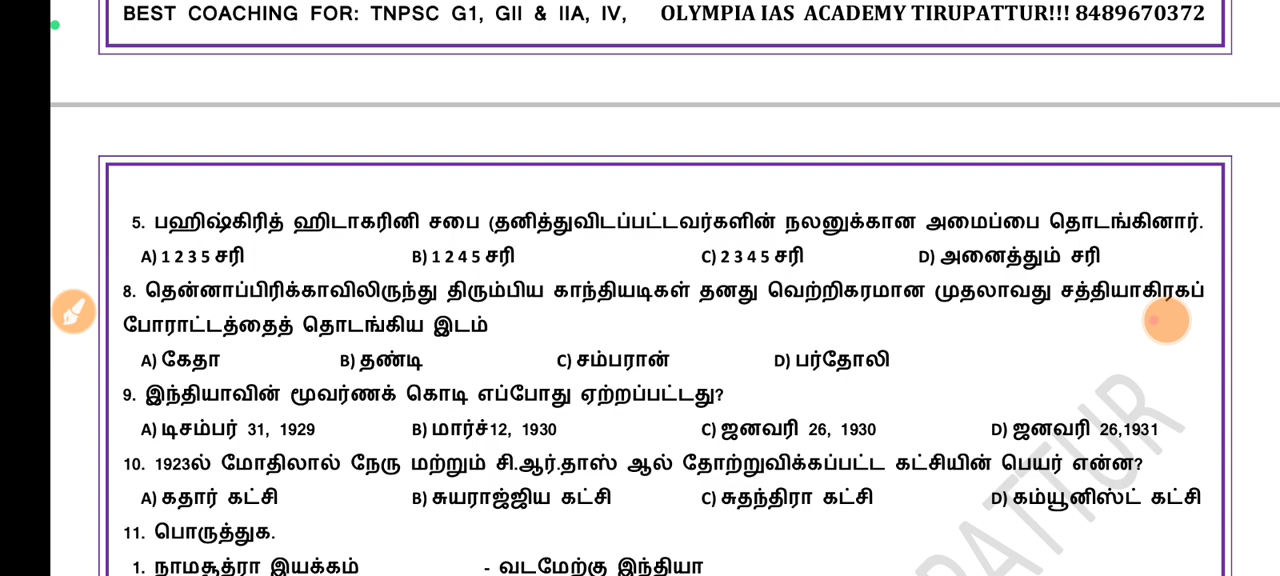 BEST COACHING FOR: TNPSC G1, GII & IIA, IV, OLYMPIA IAS ACADEMY TIRUPATTUR!!! 8489670372
5. பஹிஷ்கிரித் ஹிடாகரினி சபை (தனித்துவிடப்பட்டவர்களின் நலனுக்கான அமைப்பை தொடங்கினார்.
A) 1 2 3 5 சரி B) 1 2 4 5 சரி C) 2 3 4 5 சரி D) அனைத்தும் சரி
8. தென்னாப்பிரிக்காவிலிருந்து திரும்பிய காந்தியடிகள் தனது வெற்றிகரமான முதலாவது சத்தியாகிரகப்
போராட்டத்தைத் தொடங்கிய இடம்
A) கேதா B) தண்டி C) சம்பரான் D) பர்தோலி
9. இந்தியாவின் மூவர்ணக் கொடி எப்போது ஏற்றப்பட்டது?
A) டிசம்பர் 31, 1929 B) மார்ச்12, 1930 C) ஜனவரி 26, 1930 D) ஜனவரி 26,1931
10. 1923ல் மோதிலால் நேரு மற்றும் சி.ஆர்.தாஸ் ஆல் தோற்றுவிக்கப்பட்ட கட்சியின் பெயர் என்ன?
A) கதார் கட்சி B) சுயராஜ்ஜிய கட்சி C) சுதந்திரா கட்சி D) கம்யூனிஸ்ட் கட்சி
11. பொருத்துக.
1. நாமசூத்ரா இயக்கம் - வடமேற்கு இந்தியா
PATTUR